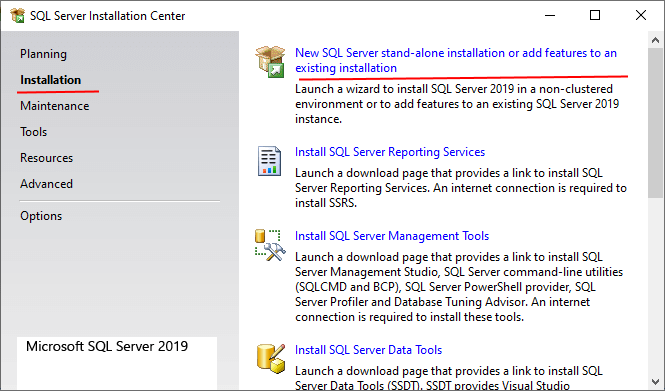 SQL Server Installation Center
Planning
Installation
Maintenance
Tools
Resources
Advanced
Options
Microsoft SQL Server 2019
New SQL Server stand-alone installation or add features to an
existing installation
Launch a wizard to install SQL Server 2019 in a non-clustered
environment or to add features to an existing SQL Server 2019
instance.
Install SQL Server Reporting Services
Launch a download page that provides a link to install SQL
Server Reporting Services. An internet connection is required to
install SSRS.
Install SQL Server Management Tools
Launch a download page that provides a link to install SQL
Server Management Studio, SQL Server command-line utilities
(SQLCMD and BCP), SQL Server PowerShell provider, SQL
Server Profiler and Database Tuning Advisor. An internet
connection is required to install these tools.
Install SQL Server Data Tools
Launch a download page that provides a link to install SQL
Server Data Tools (SSDT). SSDT provides Visual Studio